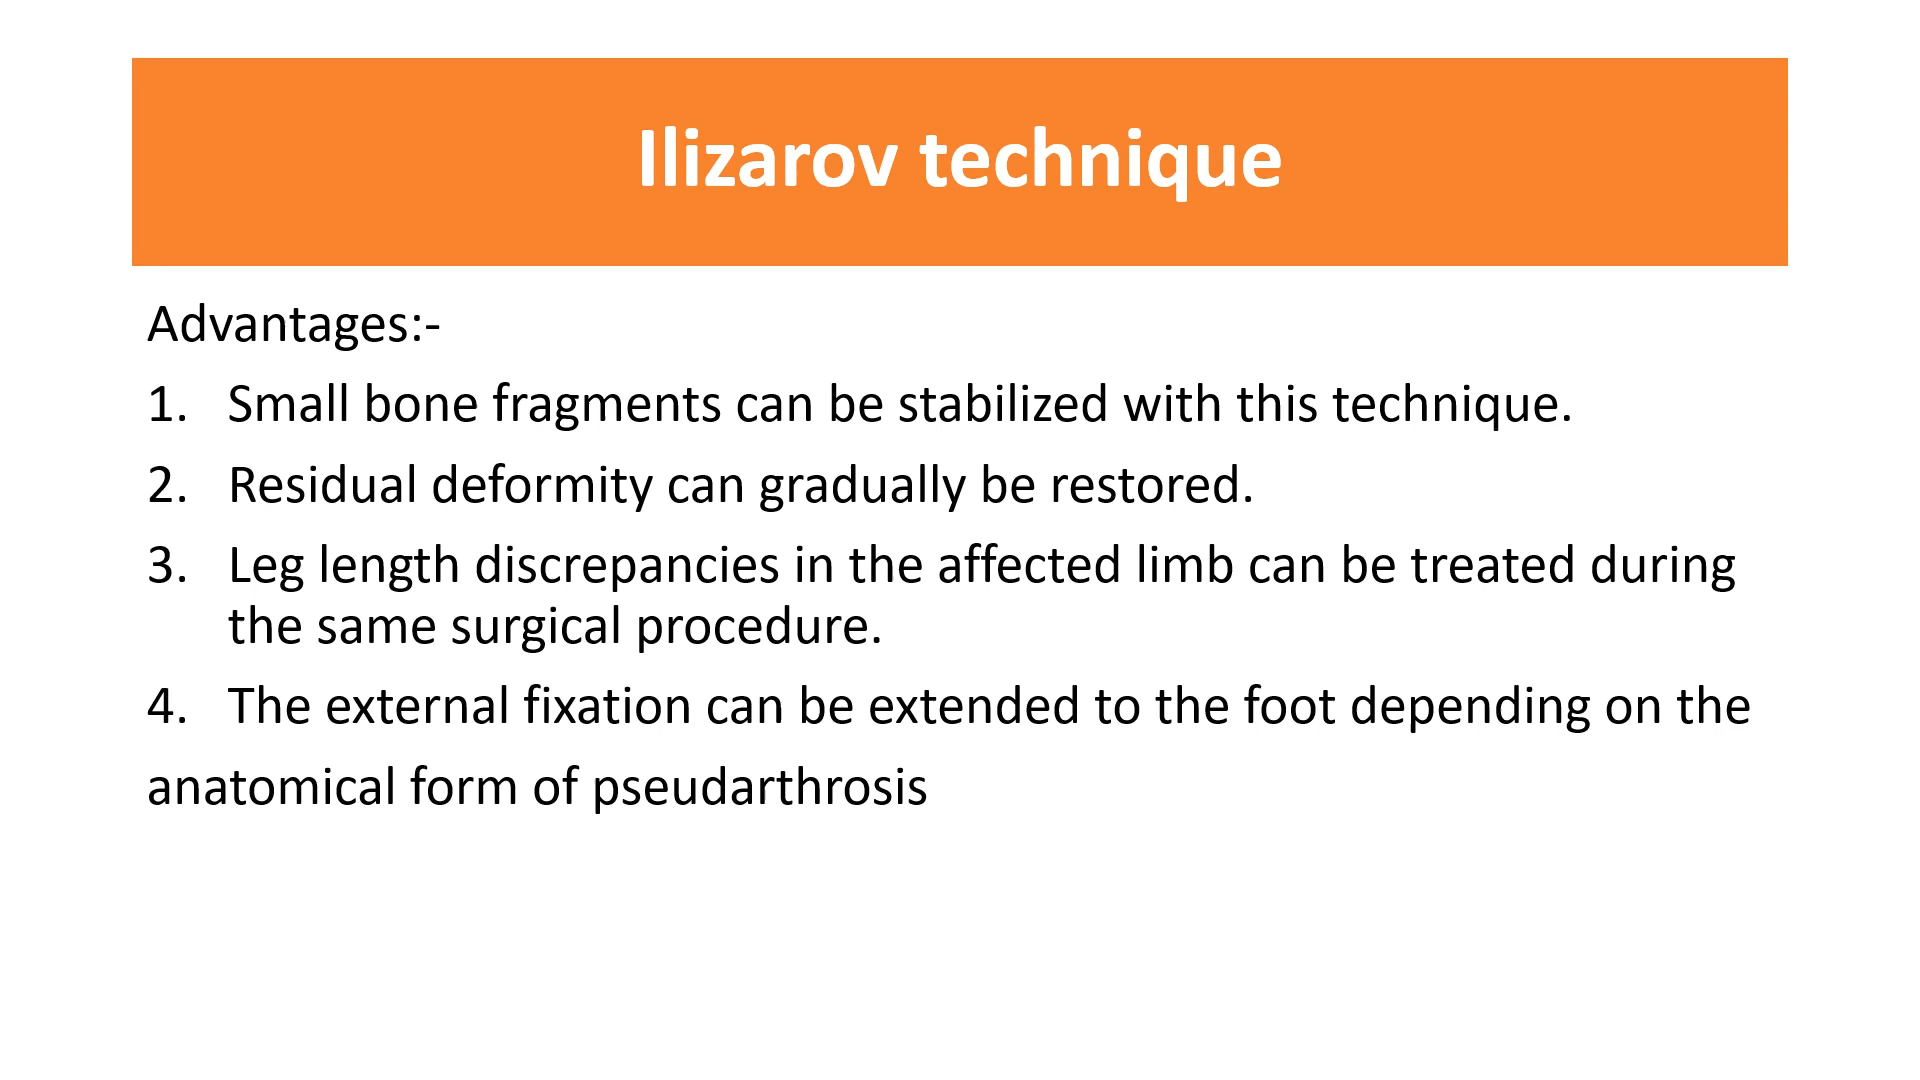 Ilizarov technique
Advantages:-
1. Small bone fragments can be stabilized with this technique.
2. Residual deformity can gradually be restored.
3. Leg length discrepancies in the affected limb can be treated during
the same surgical procedure.
4. The external fixation can be extended to the foot depending on the
anatomical form of pseudarthrosis